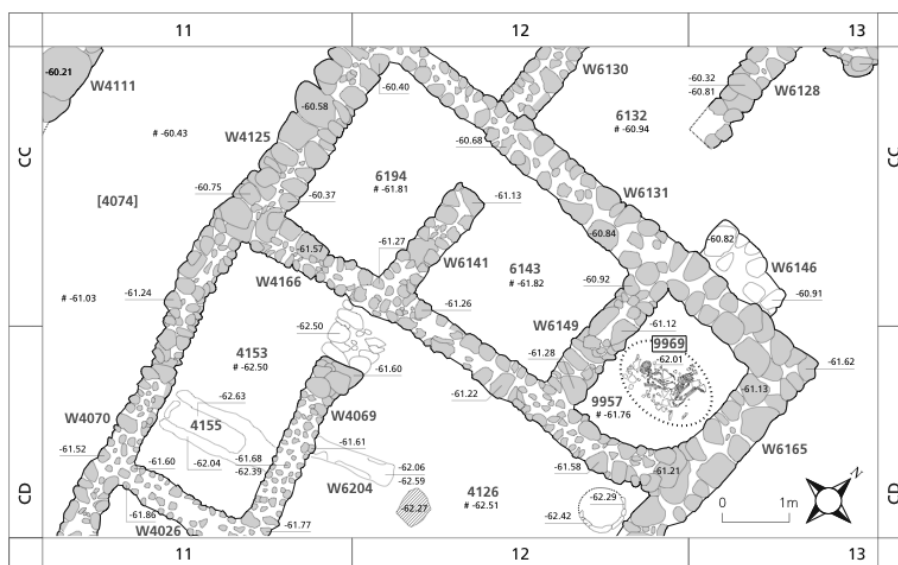 11 12 13
-60.21
W4111
-60.40
W6130
-60.32
-60.81
W6128
CC
CC
-60.58
6132
# -60.94
# -60.43
W4125
-60.68
6194
# -61.81
-60.75
-60.37
-61.13
W6131
[4074]
-60.84
-60.82
-61.57
-61.27
W6141
6143
# -61.82
W6146
W4166
-60.92
-60.91
# -61.03
-61.24
-61.26
-62.50
W6149
-61.12
9969
-62.01
4153
# -62.50
-61.28
-61.60
-61.62
-61.13
-61.22
9957
# -61.76
-62.63
W4070
4155
W4069
W6165
-61.52
-61.60
-62.04
-61.68
-62.39
-61.61
-62.06
-62.59
-61.58
-61.21
W6204
4126
# -62.51
CD
CD
-61.86
-62.27
-62.29
-62.42
N
0 1m
W4026
-61.77
11 12 13